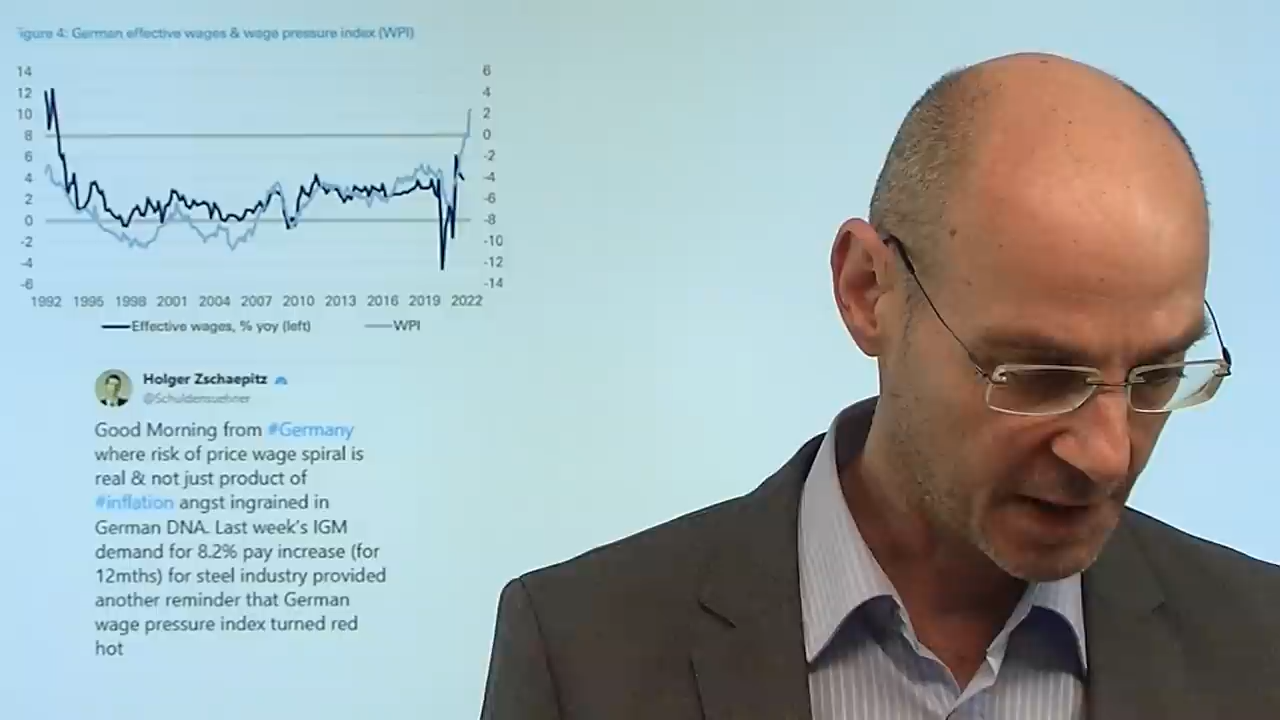 igure 4: German effective wages & wage pressure index (WPI)
14 6
12 4
10 2
8 0
6 -2
4 -4
2 -6
0 -8
-2 -10
-4 -12
-6 -14
1992 1995 1998 2001 2004 2007 2010 2013 2016 2019 2022
Effective wages, % yoy (left) WPI
Holger Zschaepitz
@Schuldensuehner
Good Morning from #Germany
where risk of price wage spiral is
real & not just product of
#inflation angst ingrained in
German DNA. Last week's IGM
demand for 8.2% pay increase (for
12mths) for steel industry provided
another reminder that German
wage pressure index turned red
hot